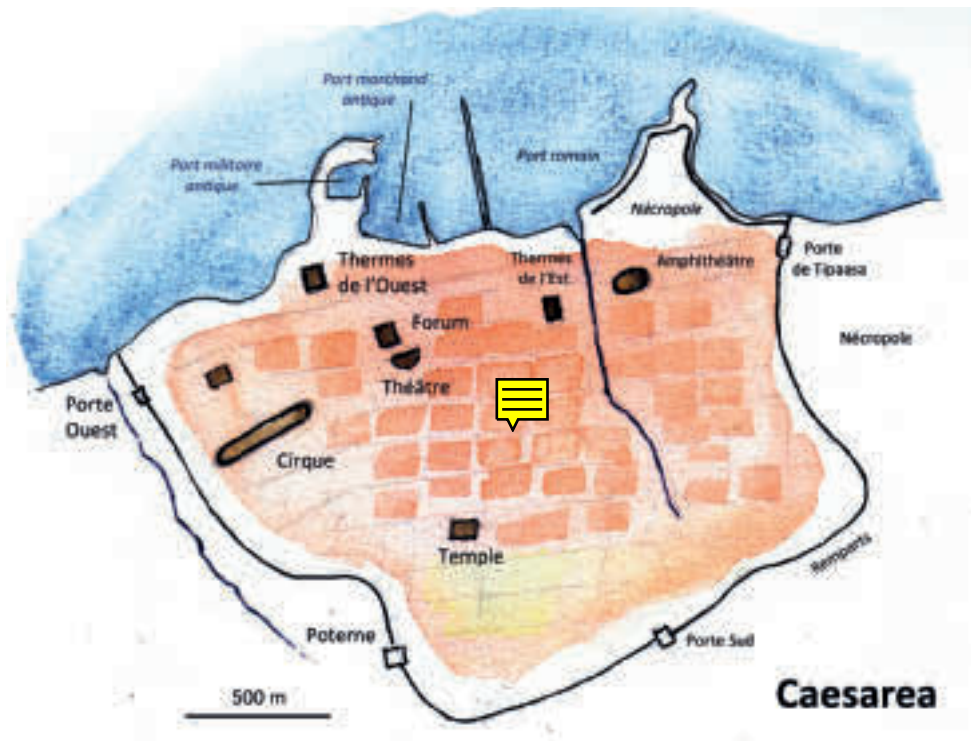 Port marchand
antique
Port militaire
antique
Port romain
Nécropole
Thermes
de l'Ouest
Thermes
de l'Est
Amphithéâtre
Porte
de Tipaasa
Forum
Théâtre
Nécropole
Porte
Ouest
Cirque
Temple
Remparts
Poterne
Porte Sud
500 m
Caesarea